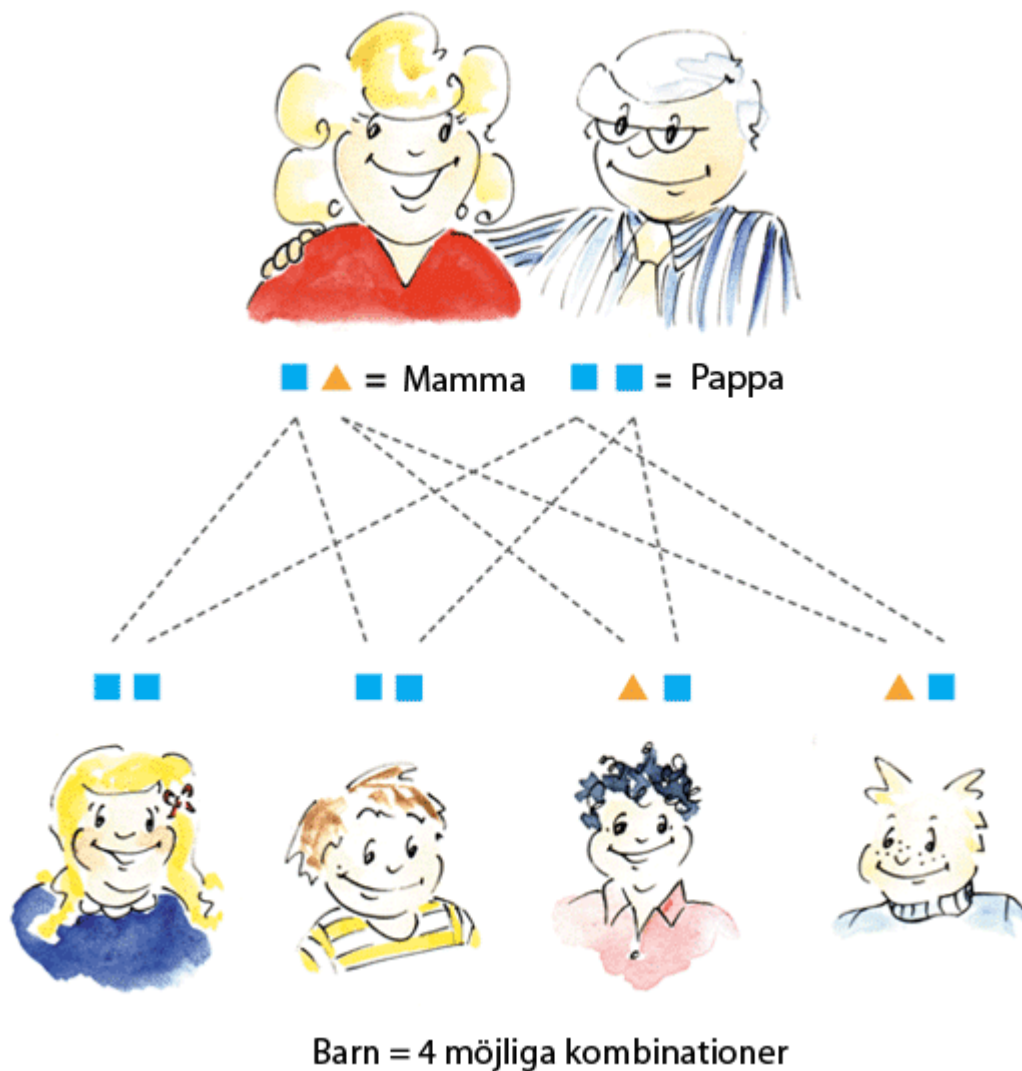 = Mamma = Pappa
Barn = 4 möjliga kombinationer